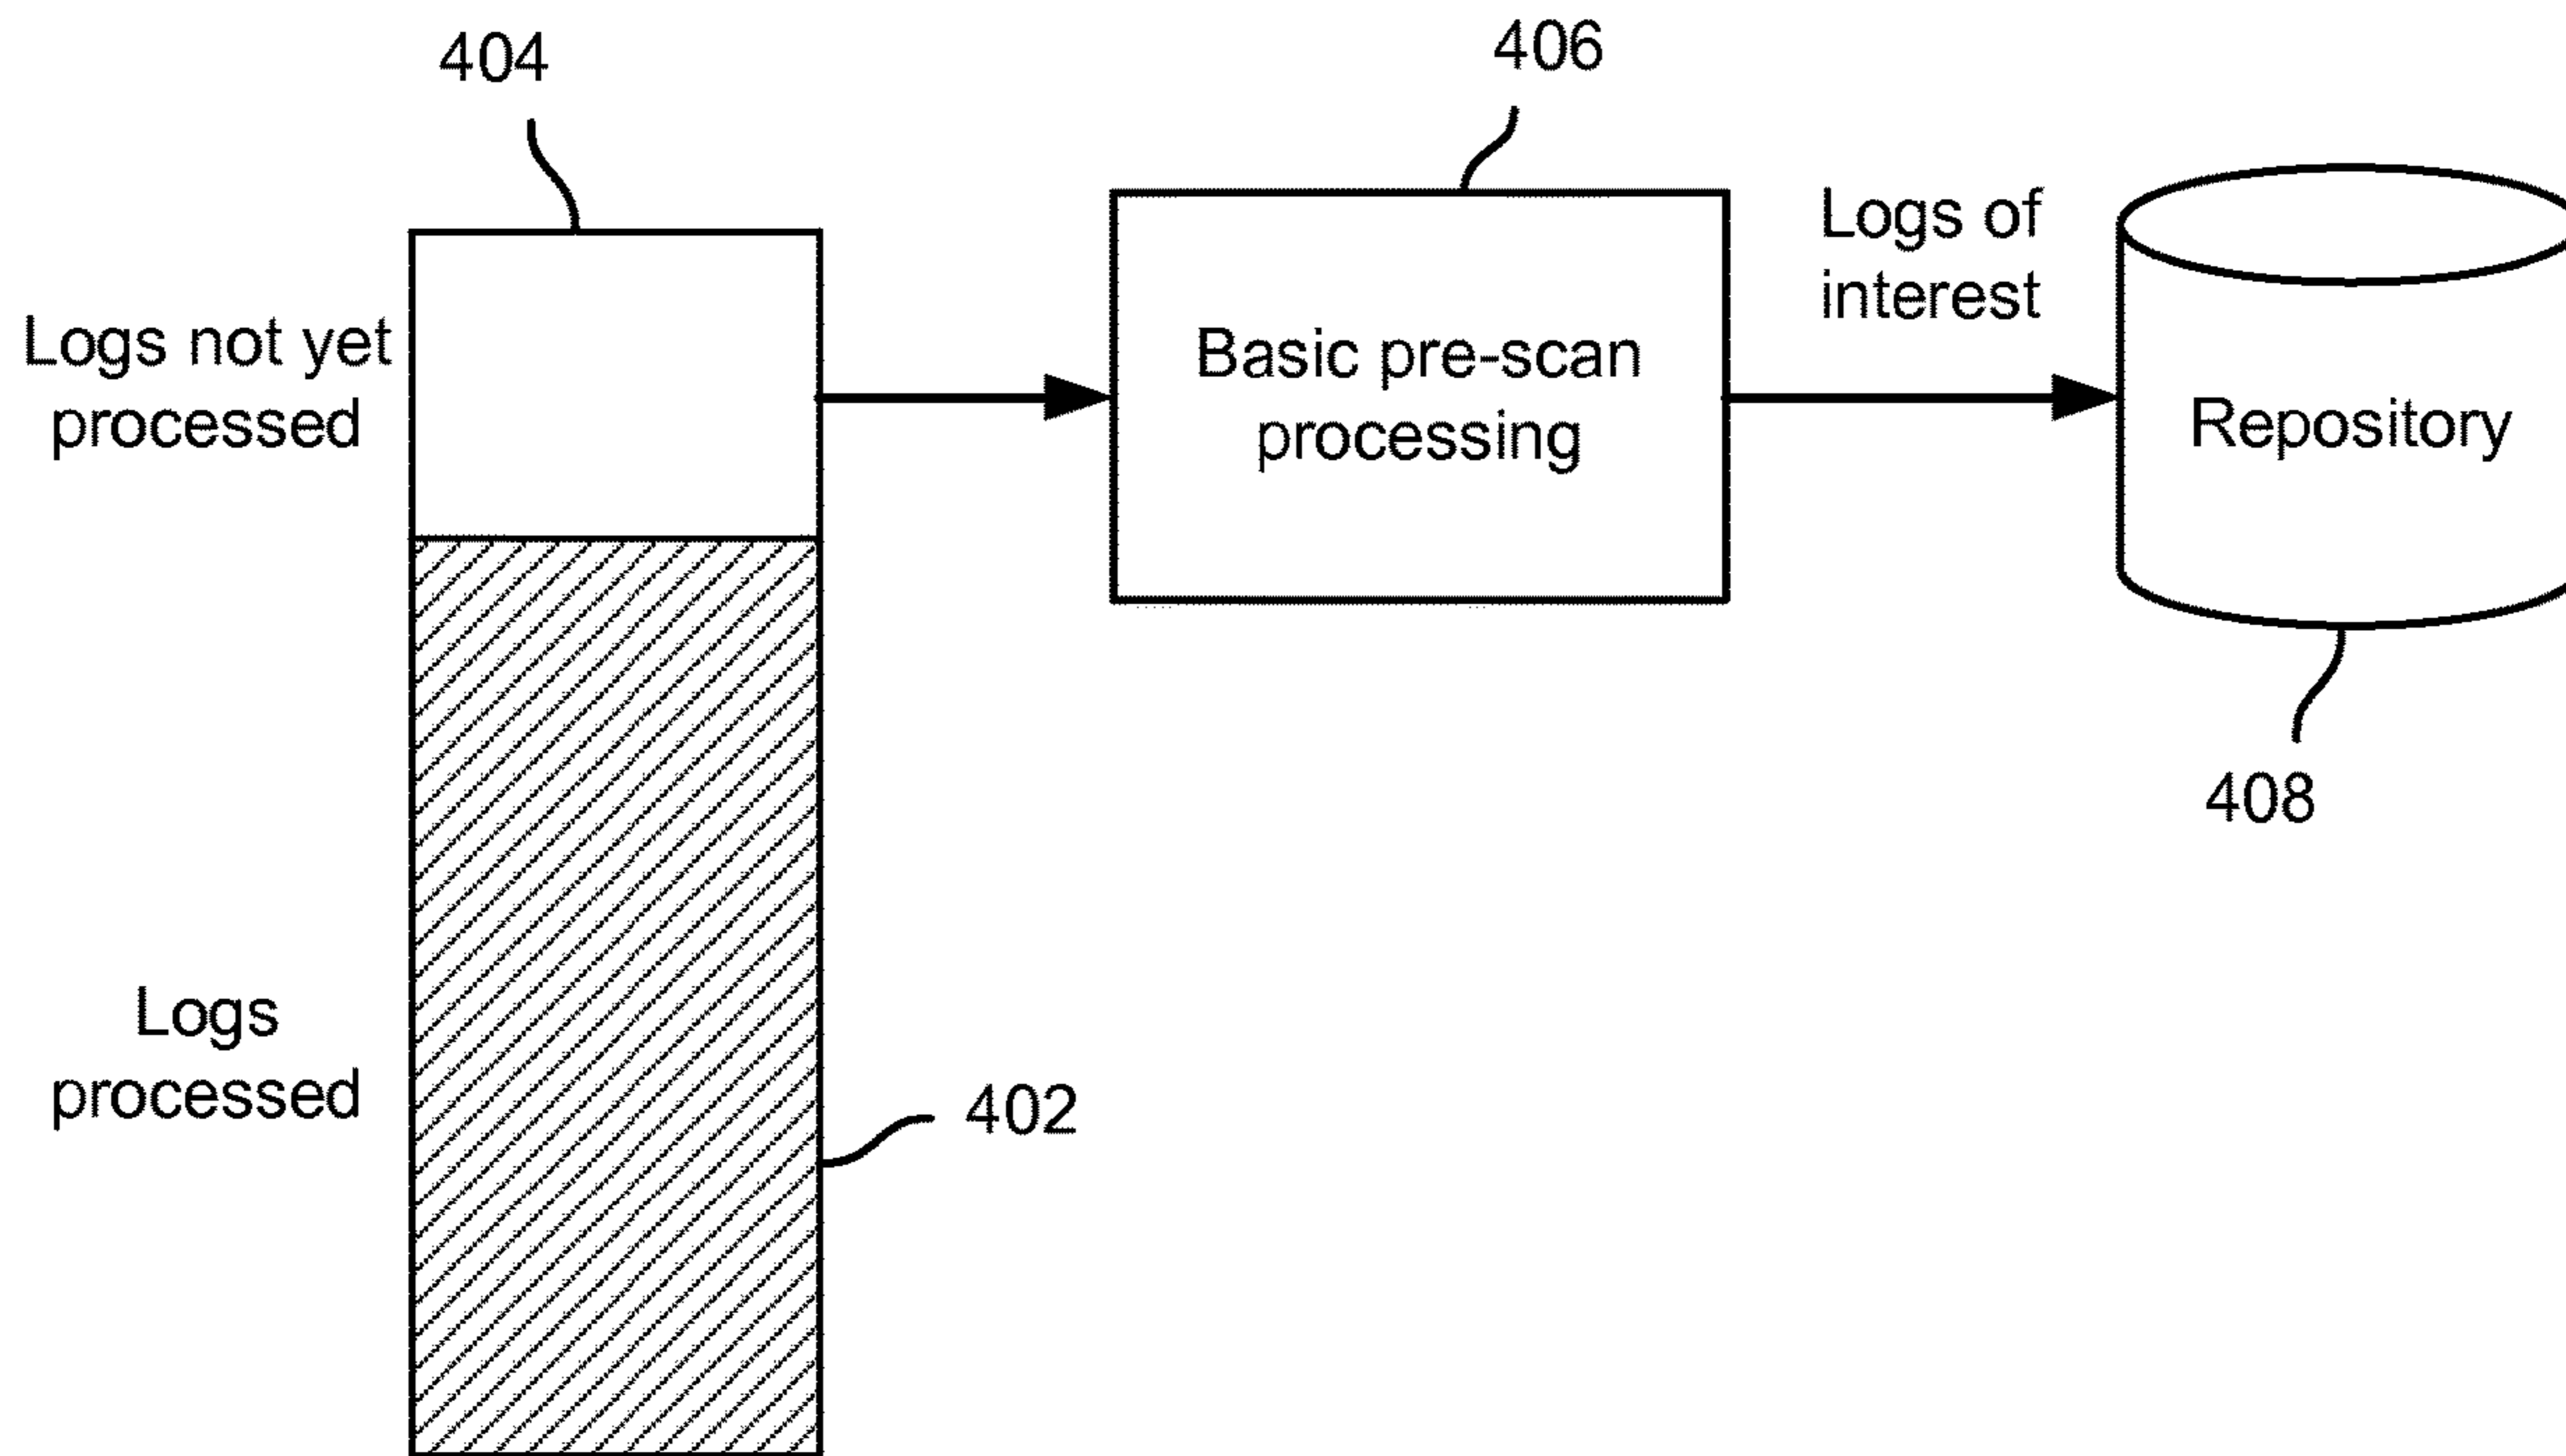 404
406
Logs of
interest
Logs not yet
processed
Basic pre-scan
processing
Repository
408
Logs
processed
402